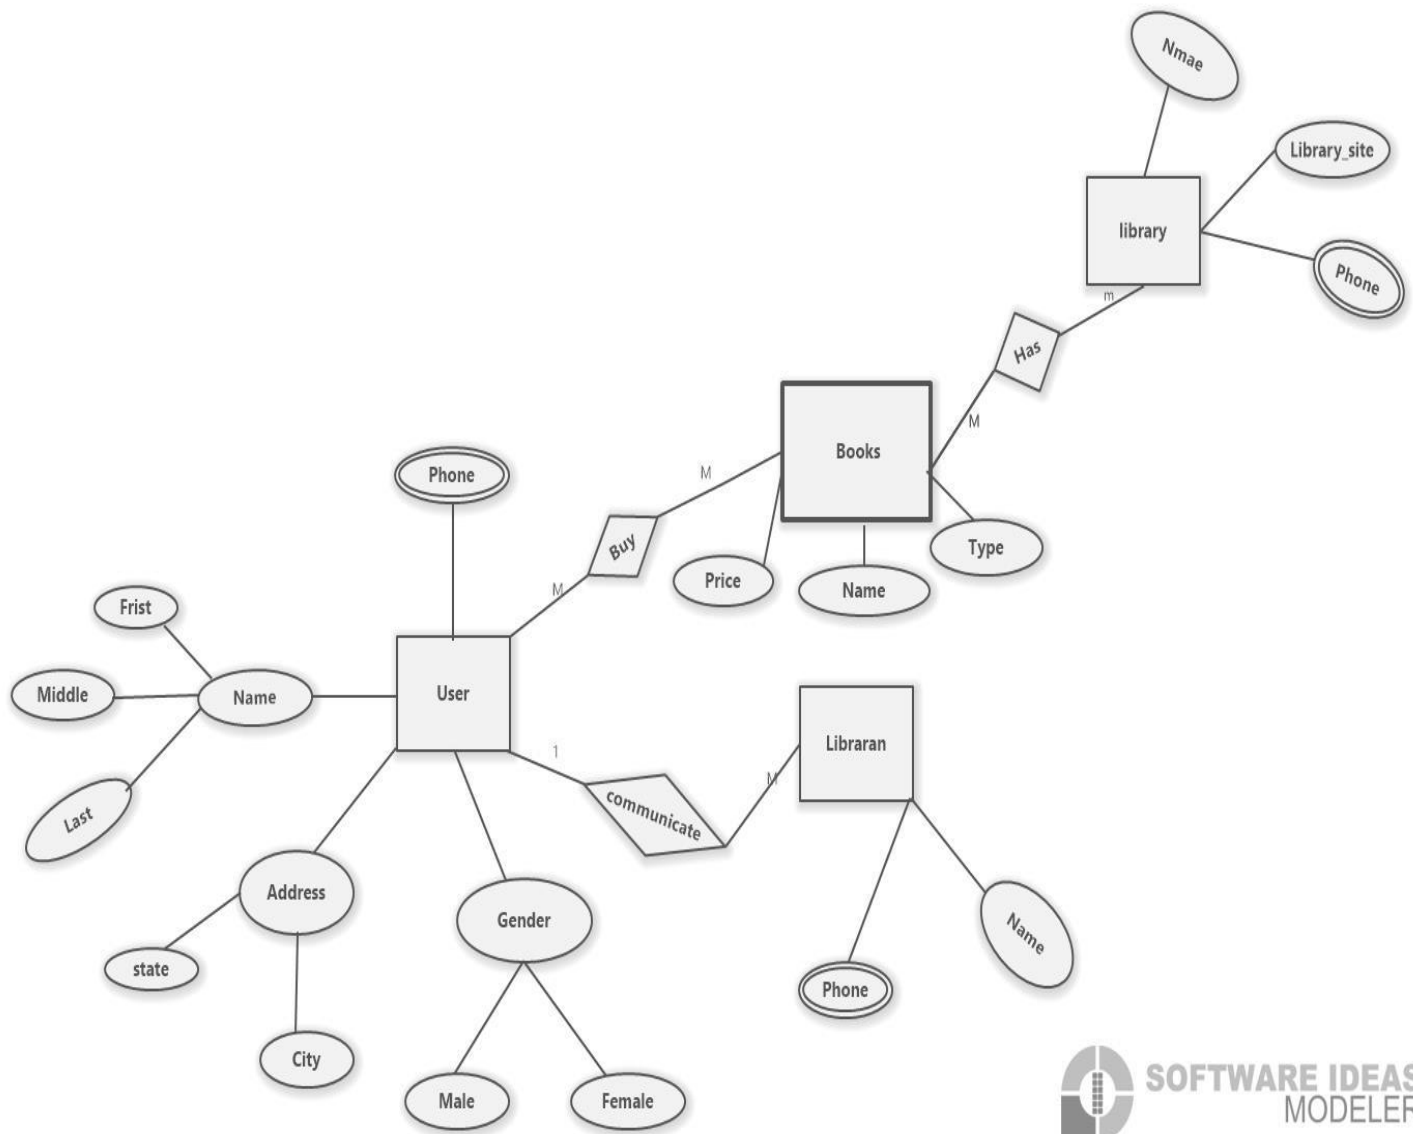 Nmae
Library_site
library
Phone
m
Has
M
Books
Phone
M
Buy
Price
Name
Type
M
Frist
Middle
Name
User
Last
1
communicate
M
Libraran
Address
Gender
Name
state
Phone
City
Male
Female
SOFTWARE IDEAS
MODELER